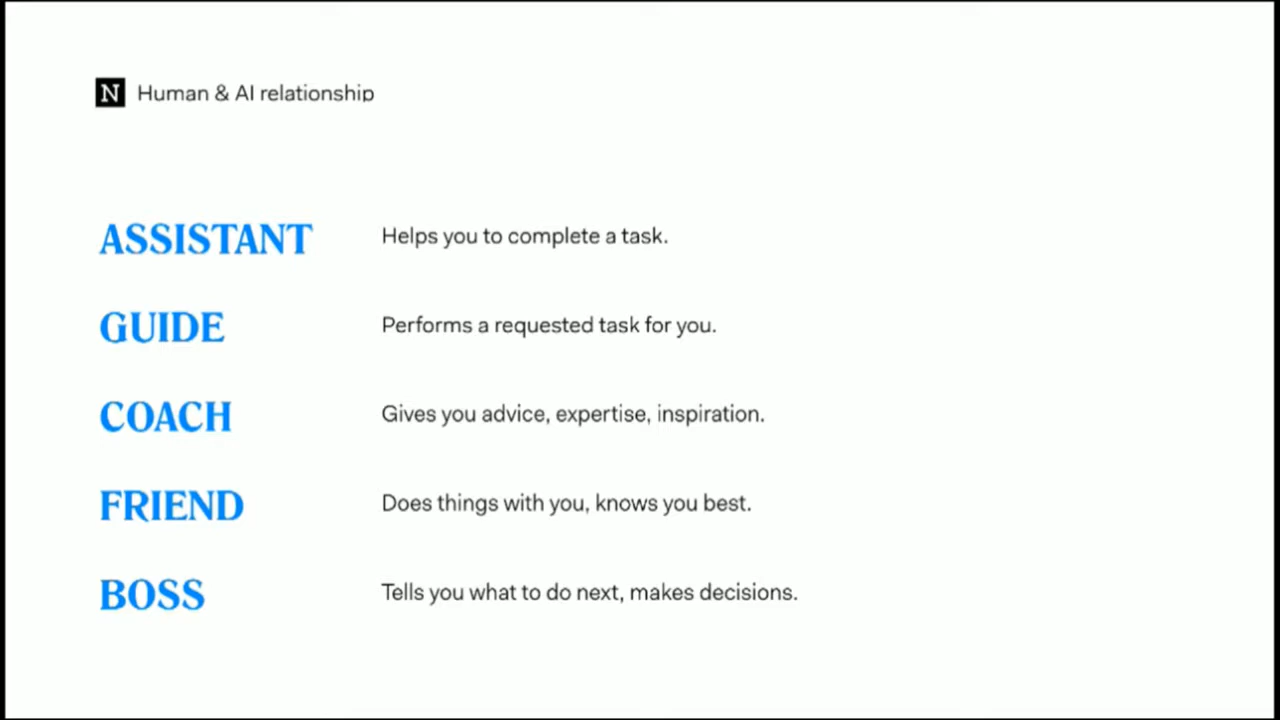 N Human & AI relationship
ASSISTANT Helps you to complete a task.
GUIDE Performs a requested task for you.
COACH Gives you advice, expertise, inspiration.
FRIEND Does things with you, knows you best.
BOSS Tells you what to do next, makes decisions.